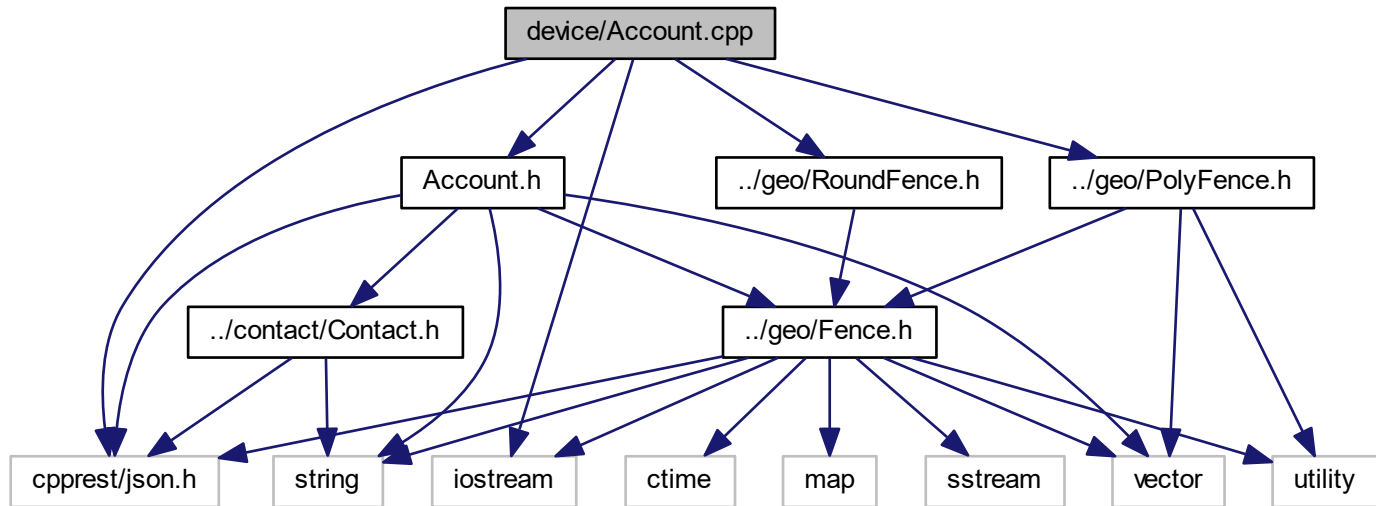 device/Account.cpp
Account.h
../geo/RoundFence.h
../geo/PolyFence.h
../contact/Contact.h
../geo/Fence.h
cpprest/json.h
string
iostream
ctime
map
sstream
vector
utility